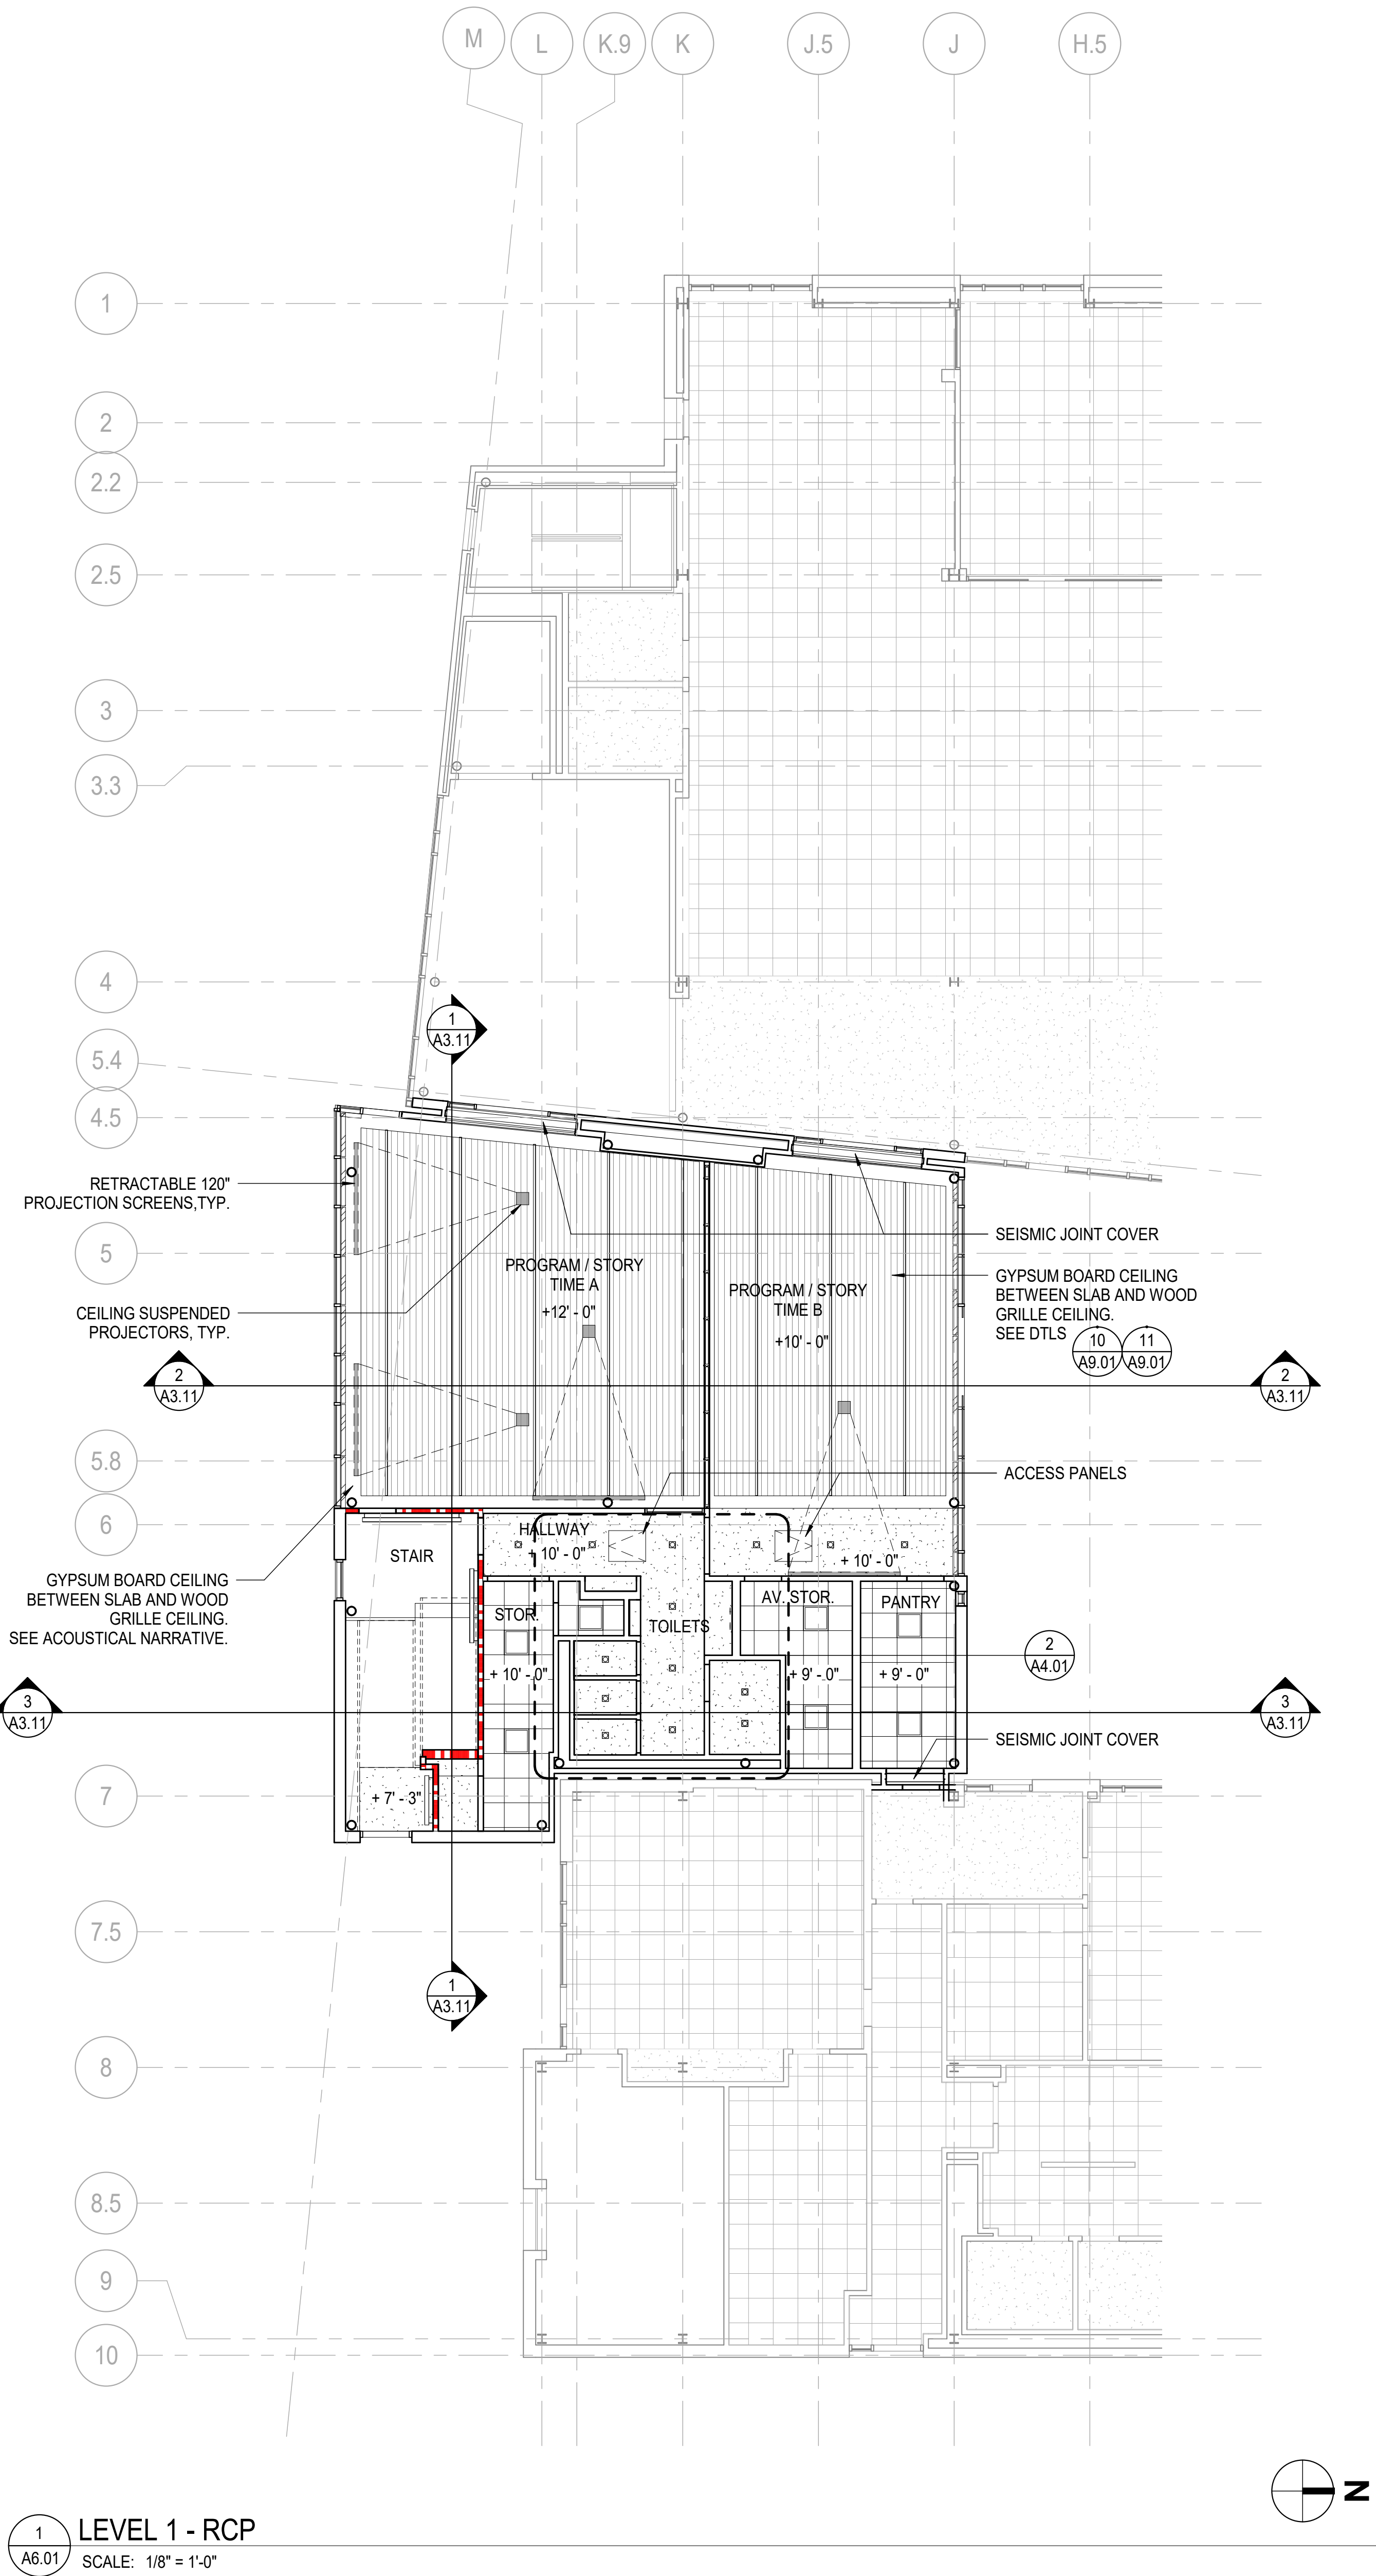 M
L
K.9
K
J.5
J
H.5
1
2
2.2
2.5
3
3.3
4
5.4
4.5
1
A3.11
RETRACTABLE 120"
PROJECTION SCREENS,TYP.
SEISMIC JOINT COVER
5
PROGRAM / STORY
TIME A
+12' - 0"
PROGRAM / STORY
TIME B
+10' - 0"
GYPSUM BOARD CEILING
BETWEEN SLAB AND WOOD
GRILLE CEILING.
SEE DTLS
10
A9.01
11
A9.01
CEILING SUSPENDED
PROJECTORS, TYP.
2
A3.11
2
A3.11
5.8
ACCESS PANELS
6
HALLWAY
+ 10' - 0"
+ 10' - 0"
STAIR
GYPSUM BOARD CEILING
BETWEEN SLAB AND WOOD
GRILLE CEILING.
SEE ACOUSTICAL NARRATIVE.
STOR.
+ 10' - 0"
TOILETS
AV. STOR.
+ 9' - 0"
PANTRY
+ 9' - 0"
2
A4.01
3
A3.11
3
A3.11
SEISMIC JOINT COVER
7
+ 7' - 3"
7.5
1
A3.11
8
8.5
9
10
N
1
A6.01
LEVEL 1 - RCP
SCALE: 1/8" = 1'-0"